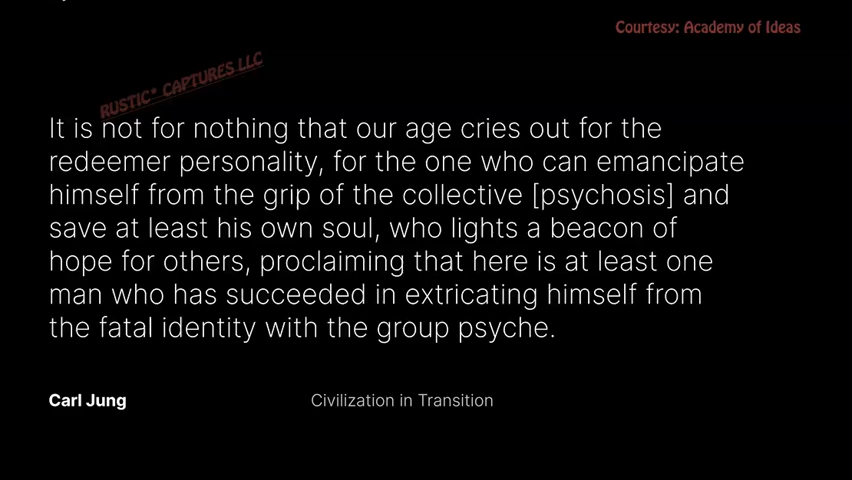 Courtesy: Academy of Ideas
RUSTIC* CAPTURES LLC
It is not for nothing that our age cries out for the
redeemer personality, for the one who can emancipate
himself from the grip of the collective [psychosis] and
save at least his own soul, who lights a beacon of
hope for others, proclaiming that here is at least one
man who has succeeded in extricating himself from
the fatal identity with the group psyche.
Carl Jung
Civilization in Transition